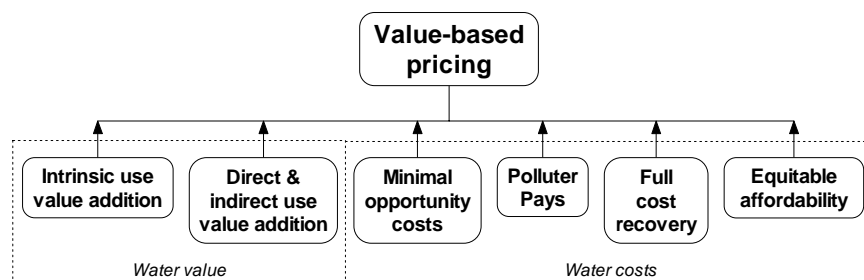 Value-based
pricing
Intrinsic use
value addition
Direct &
indirect use
value addition
Minimal
opportunity
costs
Polluter
Pays
Full
cost
recovery
Equitable
affordability
Water value
Water costs